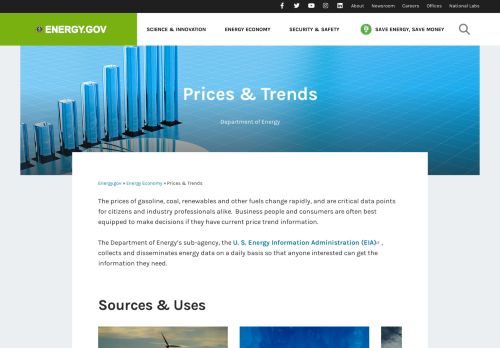 About Newsroom Careers Offices National Labs
ENERGY.GOV SCIENCE & INNOVATION ENERGY ECONOMY SECURITY & SAFETY SAVE ENERGY, SAVE MONEY
Prices & Trends
Department of Energy
Energy.gov » Energy Economy » Prices & Trends
The prices of gasoline, coal, renewables and other fuels change rapidly, and are critical data points
for citizens and industry professionals alike. Business people and consumers are often best
equipped to make decisions if they have current price trend information.
The Department of Energy's sub-agency, the U. S. Energy Information Administration (EIA) ,
collects and disseminates energy data on a daily basis so that anyone interested can get the
information they need.
Sources & Uses